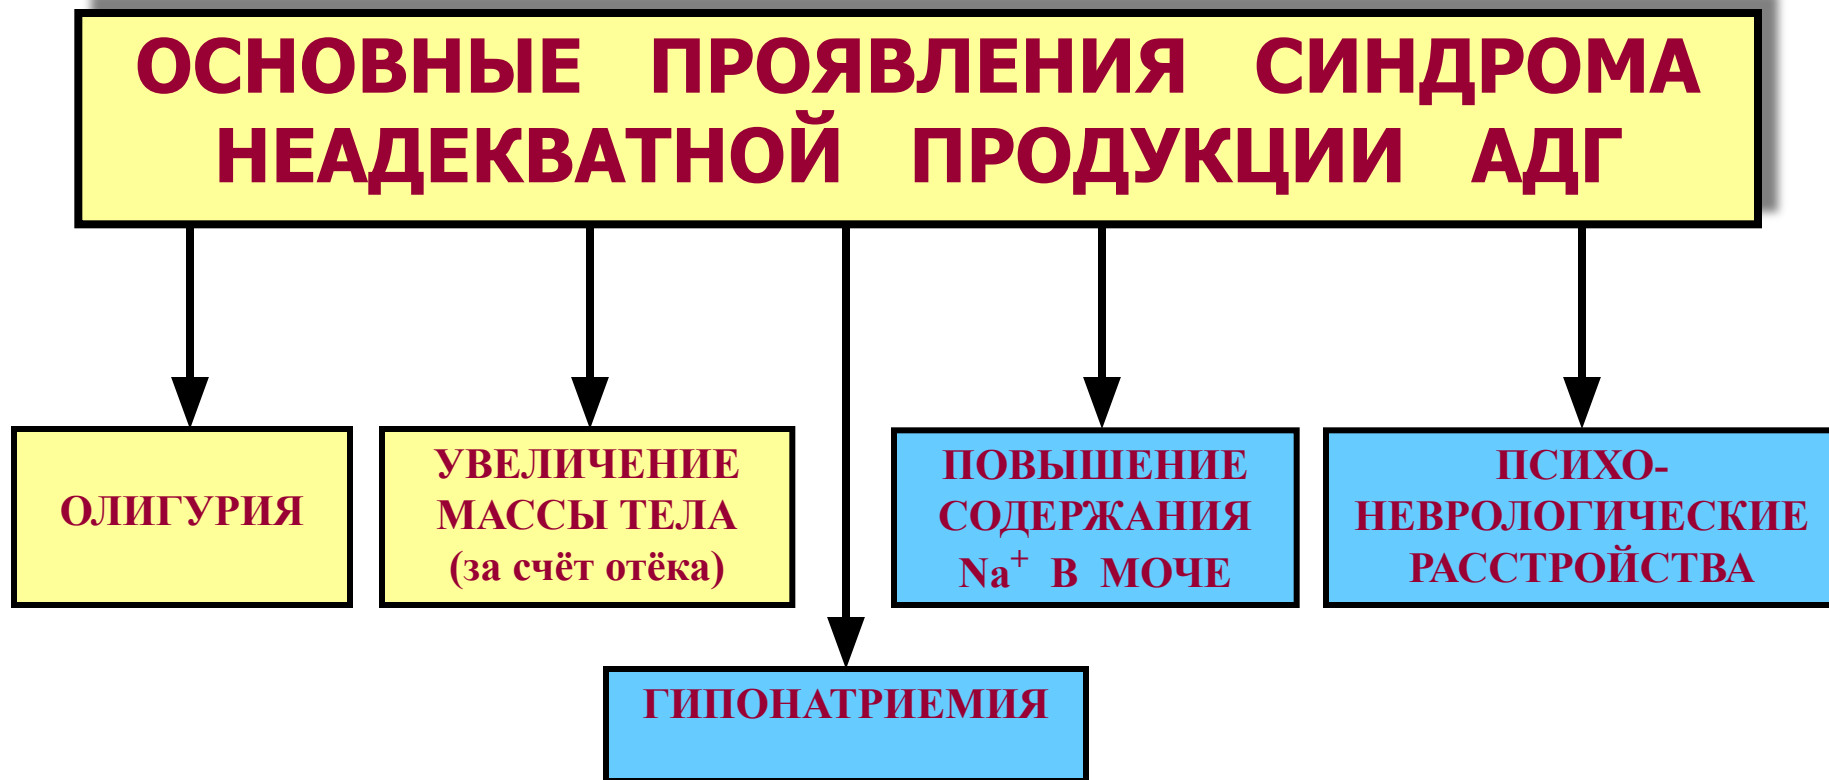 ОСНОВНЫЕ ПРОЯВЛЕНИЯ СИНДРОМА
НЕАДЕКВАТНОЙ ПРОДУКЦИИ АДГ
ОЛИГУРИЯ
УВЕЛИЧЕНИЕ
МАССЫ ТЕЛА
(за счёт отёка)
ПОВЫШЕНИЕ
СОДЕРЖАНИЯ
Na⁺ В МОЧЕ
ПСИХО-
НЕВРОЛОГИЧЕСКИЕ
РАССТРОЙСТВА
ГИПОНАТРИЕМИЯ